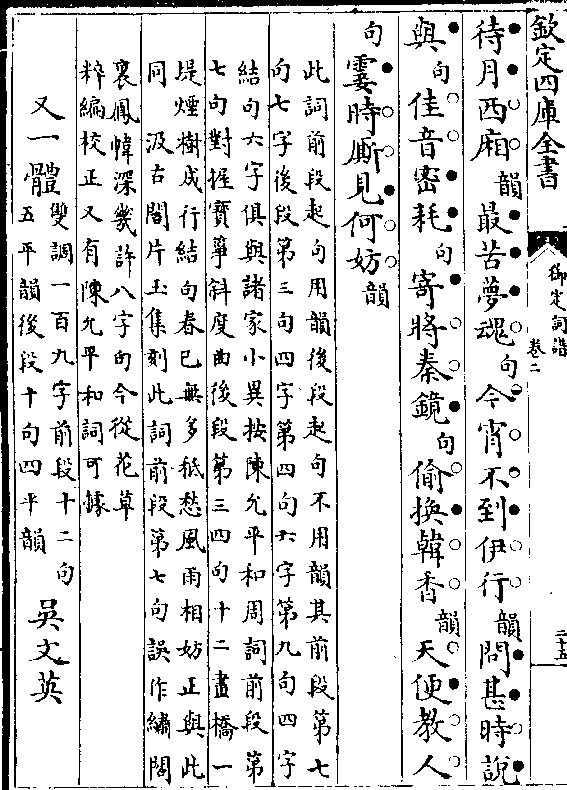 欽定四庫全書
御定詞譜
卷二
二十五
待月西廂韻最苦夢魂句今宵不到伊行韻問甚時説
與句佳音密耗句寄將秦鏡句偷換韓香韻天便教人
句霎時厮見何妨韻
此詞前段起句用韻後段起句不用韻其前段第七
句七字後段第三句四字第四句六字第九句四字
結句六字俱與諸家小異按陳允平和周詞前段第
七句對握寶箏斜度曲後段第三四句十二畫橋一
堤煙樹成行結句春已無多秪愁風雨相妨正與此
同汲古閣片玉集刻此詞前段第七句誤作繡閣
裏鳳幃深幾許八字句今從花草
粹編校正又有陳允平和詞可據
又一體雙調一百九字前段十二句
五平韻後段十句四平韻吳文英